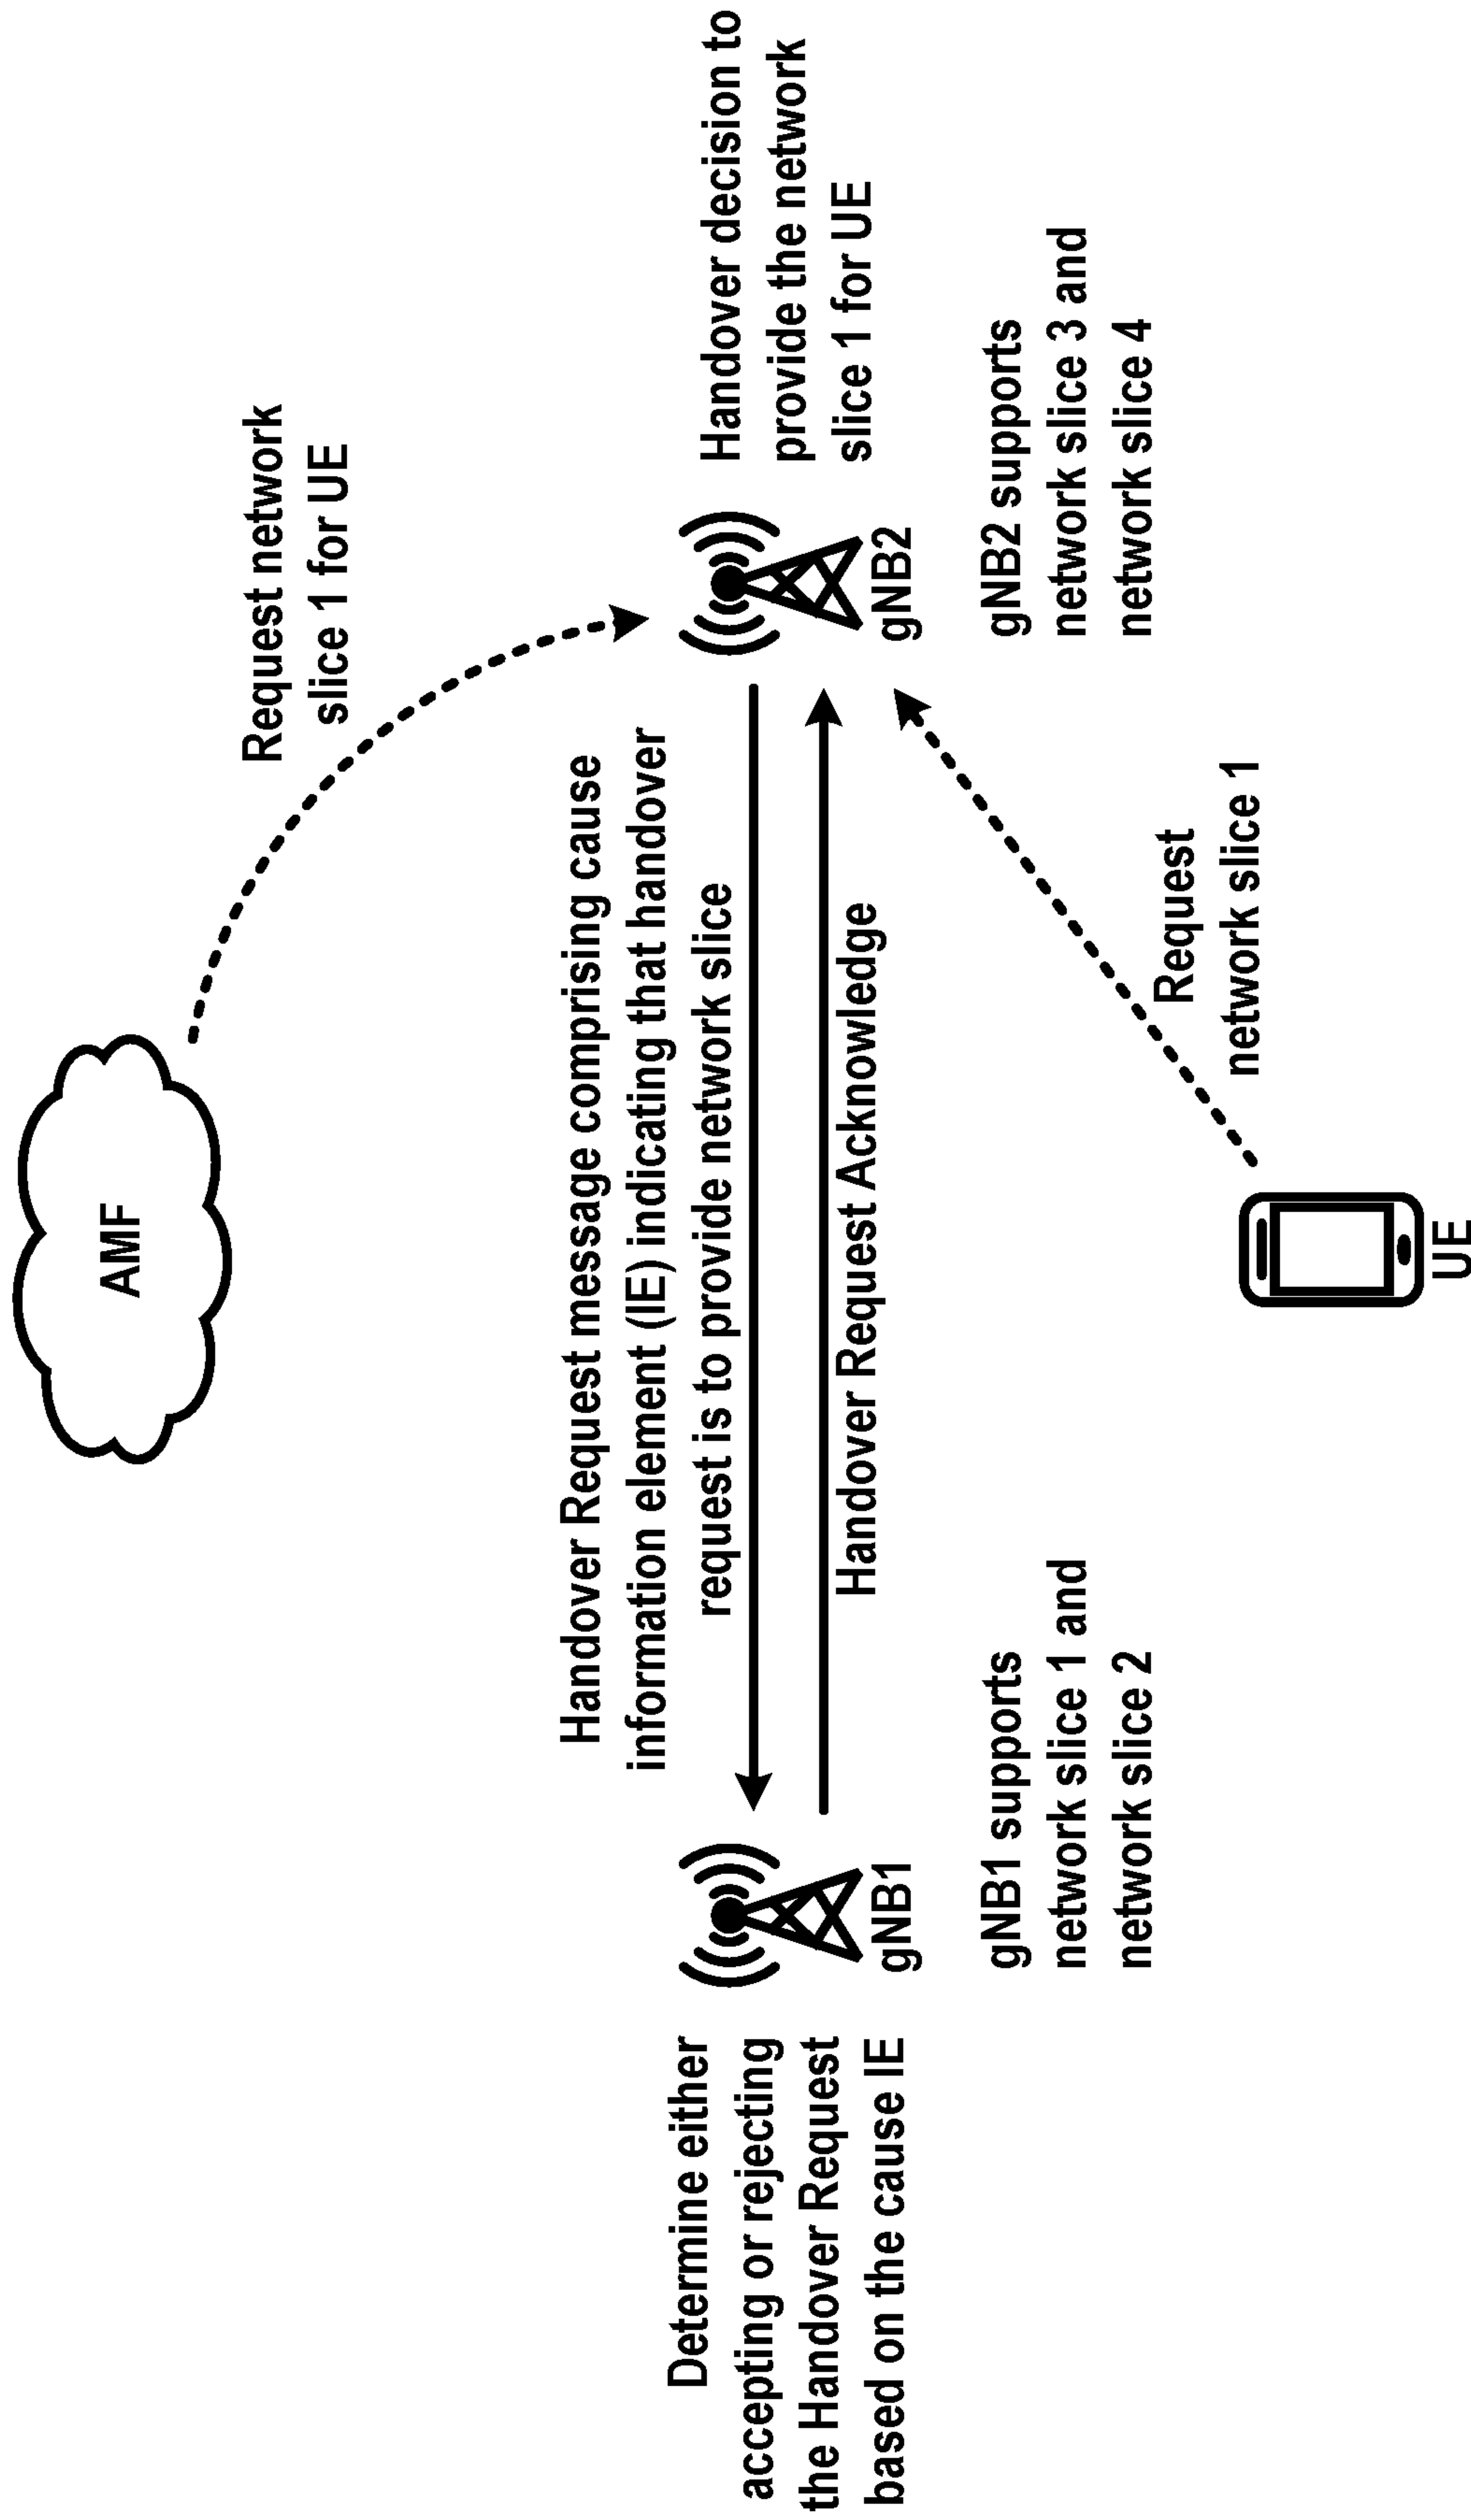 AMF
Request network
slice 1 for UE
Handover Request message comprising cause
information element (IE) indicating that handover
request is to provide network slice
Handover Request Acknowledge
Determine either
accepting or rejecting
the Handover Request
based on the cause IE
gNB1
gNB1 supports
network slice 1 and
network slice 2
gNB2
Handover decision to
provide the network
slice 1 for UE
gNB2 supports
network slice 3 and
network slice 4
Request
network slice 1
UE